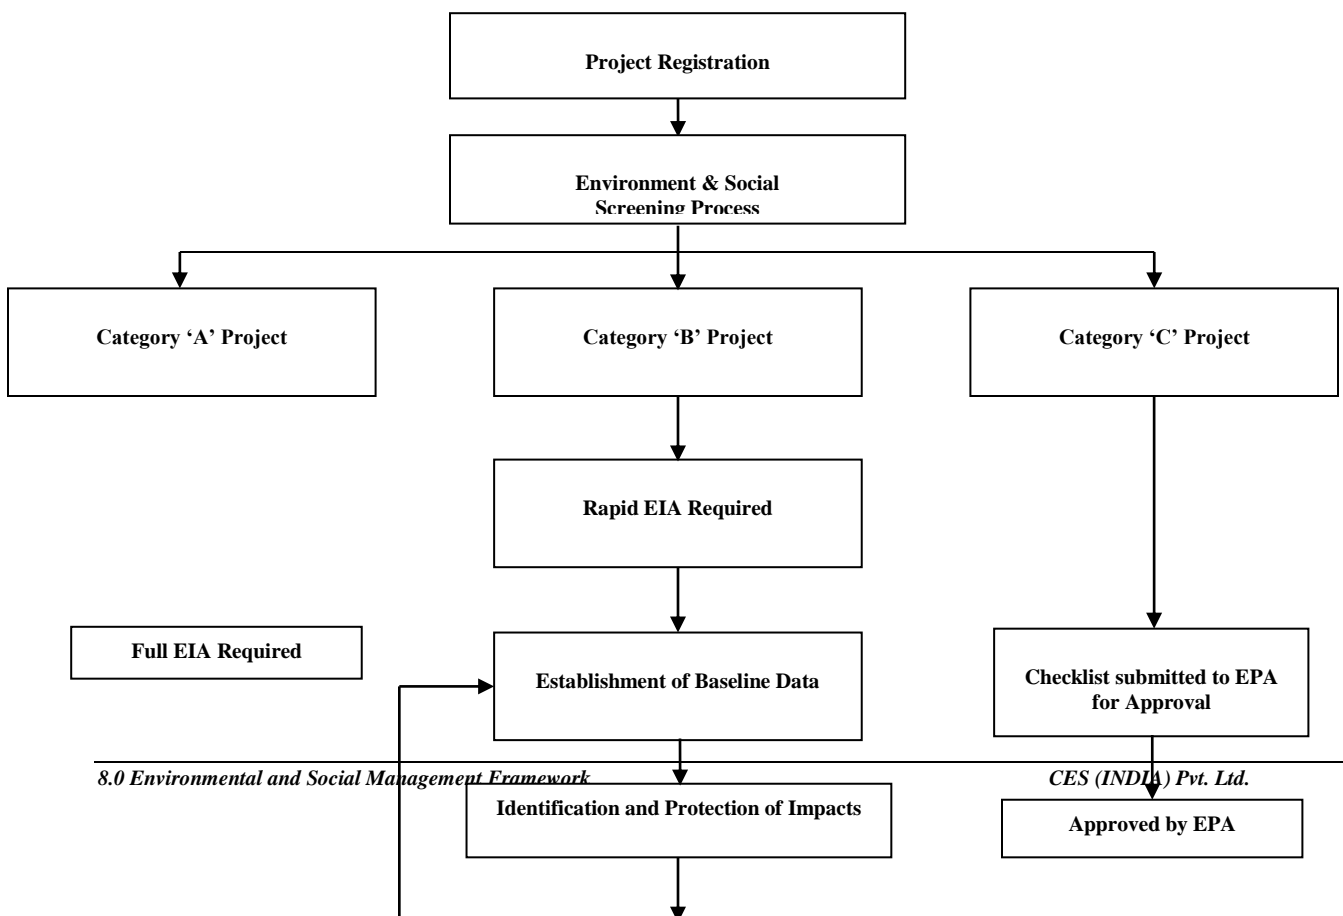 Project Registration
Environment & Social
Screening Process
Category ‘A’ Project
Category ‘B’ Project
Category ‘C’ Project
Rapid EIA Required
Full EIA Required
Establishment of Baseline Data
Checklist submitted to EPA
for Approval
8.0 Environmental and Social Management Framework
CES (INDIA) Pvt. Ltd.
Identification and Protection of Impacts
Approved by EPA